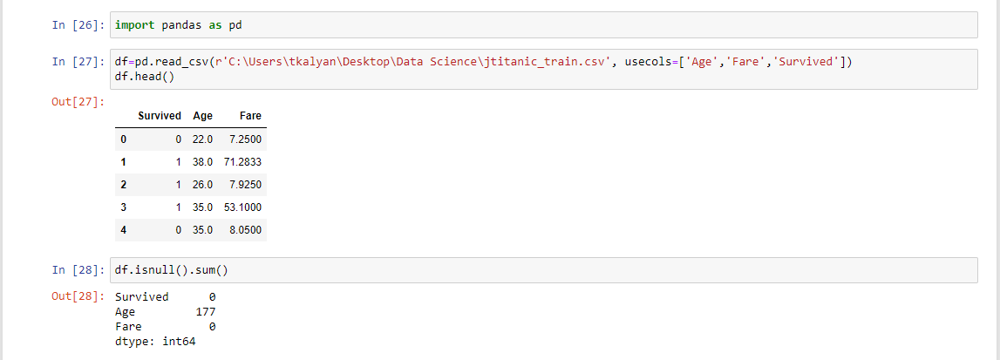 In [26]: import pandas as pd
In [27]: df=pd.read_csv(r'C:\Users\tkalyan\Desktop\Data Science\jtitanic_train.csv', usecols=['Age','Fare','Survived'])
df.head()
Out[27]:
Survived Age Fare
0 0 22.0 7.2500
1 1 38.0 71.2833
2 1 26.0 7.9250
3 1 35.0 53.1000
4 0 35.0 8.0500
In [28]: df.isnull().sum()
Out[28]: Survived 0
Age 177
Fare 0
dtype: int64